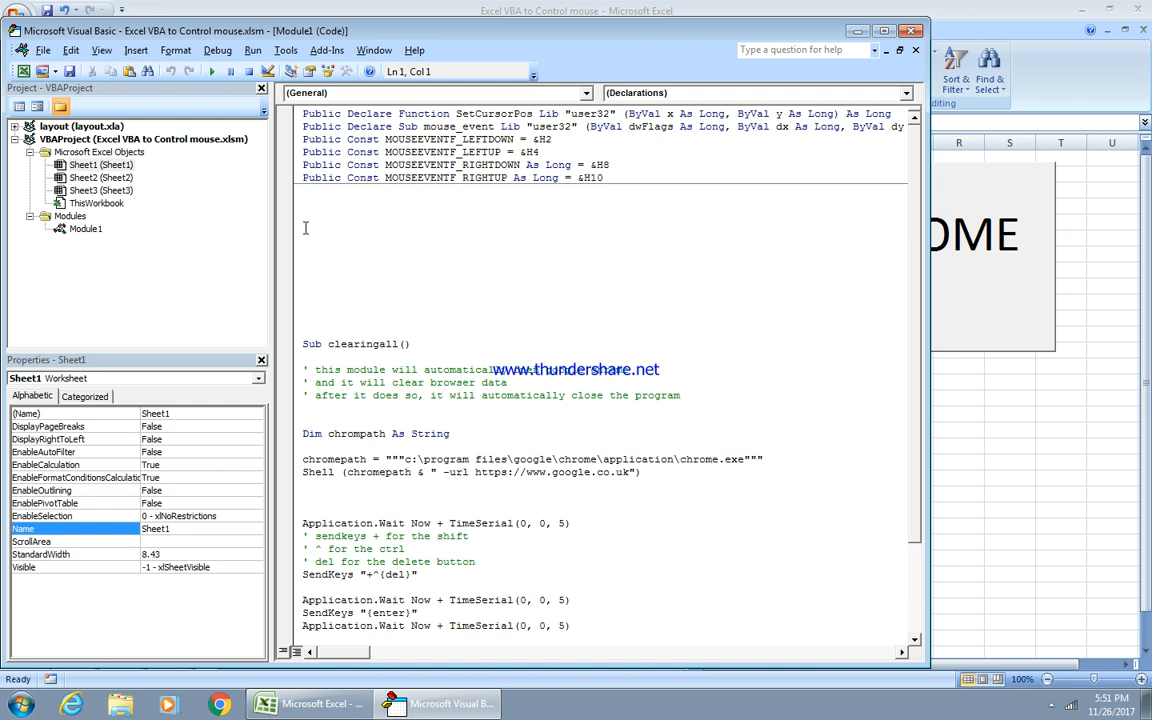 Excel VBA to Control mouse - Microsoft Excel
Microsoft Visual Basic - Excel VBA to Control mouse.xlsm - [Module1 (Code)]
File Edit View Insert Format Debug Run Tools Add-Ins Window Help
Type a question for help
Ln 1, Col 1
Sort & Filter
Find & Select
diting
Project - VBAProject
layout (layout.xla)
VBAProject (Excel VBA to Control mouse.xlsm)
Microsoft Excel Objects
Sheet1 (Sheet1)
Sheet2 (Sheet2)
Sheet3 (Sheet3)
ThisWorkbook
Modules
Module1
Properties - Sheet1
Sheet1 Worksheet
Alphabetic Categorized
(Name) Sheet1
DisplayPageBreaks False
DisplayRightToLeft False
EnableAutoFilter False
EnableCalculation True
EnableFormatConditionsCalculatic True
EnableOutlining False
EnablePivotTable False
EnableSelection 0 - xlNoRestrictions
Name Sheet1
ScrollArea
StandardWidth 8.43
Visible -1 - xlSheetVisible
(General) (Declarations)
Public Declare Function SetCursorPos Lib "user32" (ByVal x As Long, ByVal y As Long) As Long
Public Declare Sub mouse_event Lib "user32" (ByVal dwFlags As Long, ByVal dx As Long, ByVal dy
Public Const MOUSEEVENTF_LEFTDOWN = &H2
Public Const MOUSEEVENTF_LEFTUP = &H4
Public Const MOUSEEVENTF_RIGHTDOWN As Long = &H8
Public Const MOUSEEVENTF_RIGHTUP As Long = &H10
Sub clearingall()
' this module will automatical
www.thundershare.net
' and it will clear browser data
' after it does so, it will automatically close the program
Dim chrompath As String
chromepath = """c:\program files\google\chrome\application\chrome.exe"""
Shell (chromepath & " -url https://www.google.co.uk")
Application.Wait Now + TimeSerial(0, 0, 5)
' sendkeys + for the shift
' ^ for the ctrl
' del for the delete button
SendKeys "+^{del}"
Application.Wait Now + TimeSerial(0, 0, 5)
SendKeys "{enter}"
Application.Wait Now + TimeSerial(0, 0, 5)
R S T U
OME
Ready
100%
Microsoft Excel - ...
Microsoft Visual B...
5:51 PM
11/26/2017